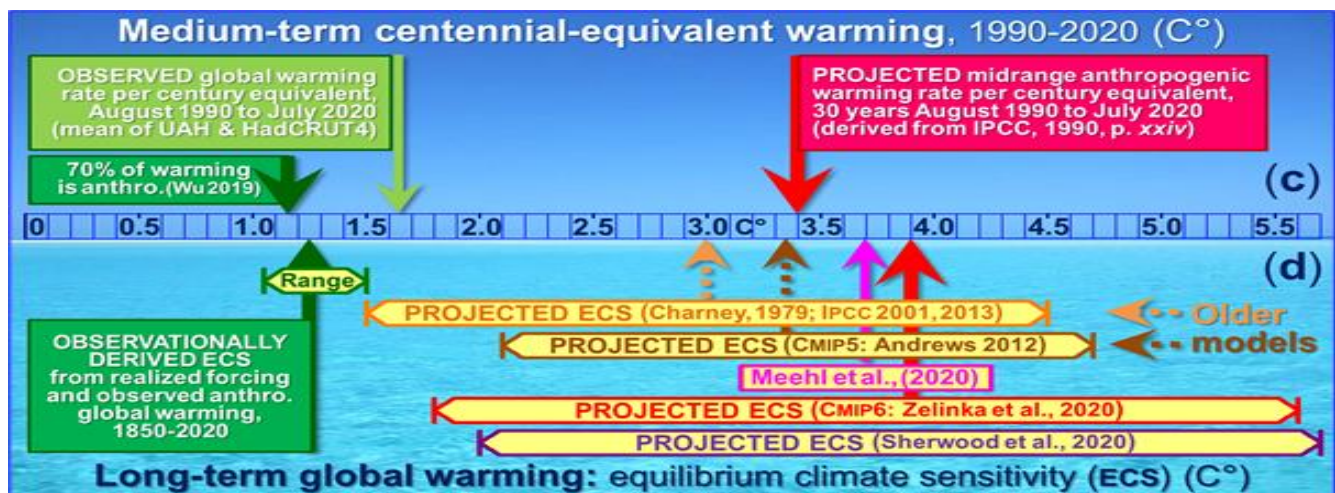 Medium-term centennial-equivalent warming, 1990-2020 (C°)
OBSERVED global warming
rate per century equivalent,
August 1990 to July 2020
(mean of UAH & HadCRUT4)
PROJECTED midrange anthropogenic
warming rate per century equivalent,
30 years August 1990 to July 2020
(derived from IPCC, 1990, p. xxiv)
70% of warming
is anthro.(Wu 2019)
(c)
0 0.5 1.0 1.5 2.0 2.5 3.0 C° 3.5 4.0 4.5 5.0 5.5
(d)
Range
PROJECTED ECS (Charney, 1979; IPCC 2001, 2013)
Older
models
PROJECTED ECS (CMIP5: Andrews 2012)
Meehl et al., (2020)
PROJECTED ECS (CMIP6: Zelinka et al., 2020)
PROJECTED ECS (Sherwood et al., 2020)
OBSERVATIONALLY
DERIVED ECS
from realized forcing
and observed anthro.
global warming,
1850-2020
Long-term global warming: equilibrium climate sensitivity (ECS) (C°)